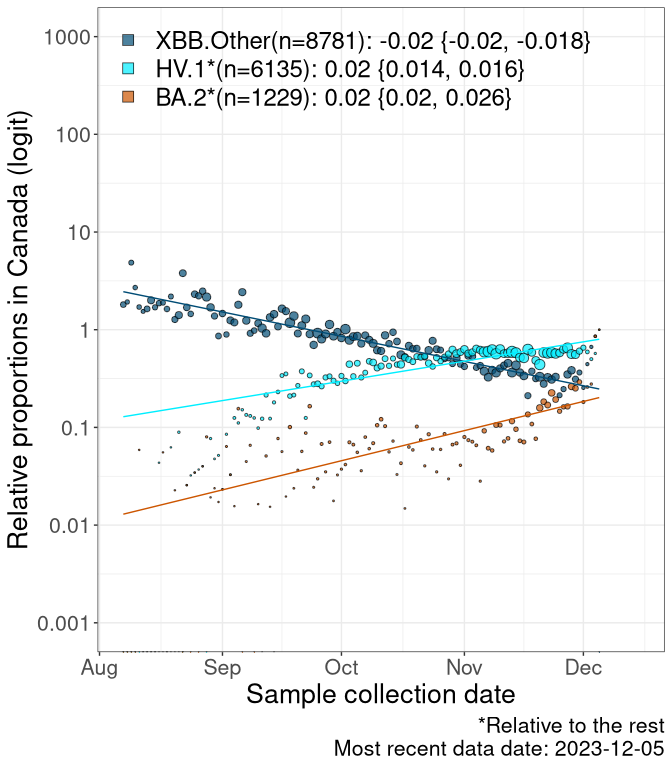 XBB.Other(n=8781): -0.02 {-0.02, -0.018}
HV.1*(n=6135): 0.02 {0.014, 0.016}
BA.2*(n=1229): 0.02 {0.02, 0.026}
Relative proportions in Canada (logit)
1000
100
10
1
0.1
0.01
0.001
Aug Sep Oct Nov Dec
Sample collection date
*Relative to the rest
Most recent data date: 2023-12-05